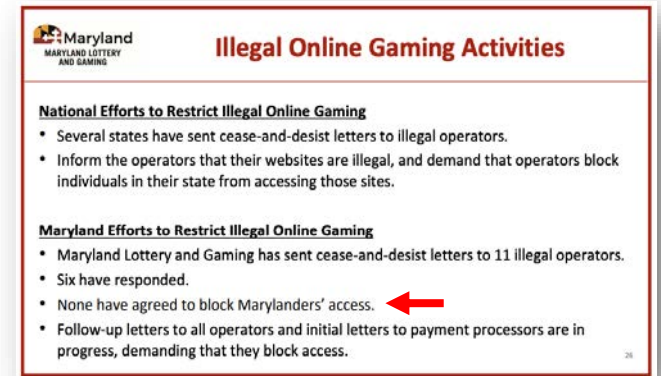 Maryland
MARYLAND LOTTERY
AND GAMING
Illegal Online Gaming Activities
National Efforts to Restrict Illegal Online Gaming
• Several states have sent cease-and-desist letters to illegal operators.
• Inform the operators that their websites are illegal, and demand that operators block
individuals in their state from accessing those sites.
Maryland Efforts to Restrict Illegal Online Gaming
• Maryland Lottery and Gaming has sent cease-and-desist letters to 11 illegal operators.
• Six have responded.
• None have agreed to block Marylanders' access.
• Follow-up letters to all operators and initial letters to payment processors are in
progress, demanding that they block access.